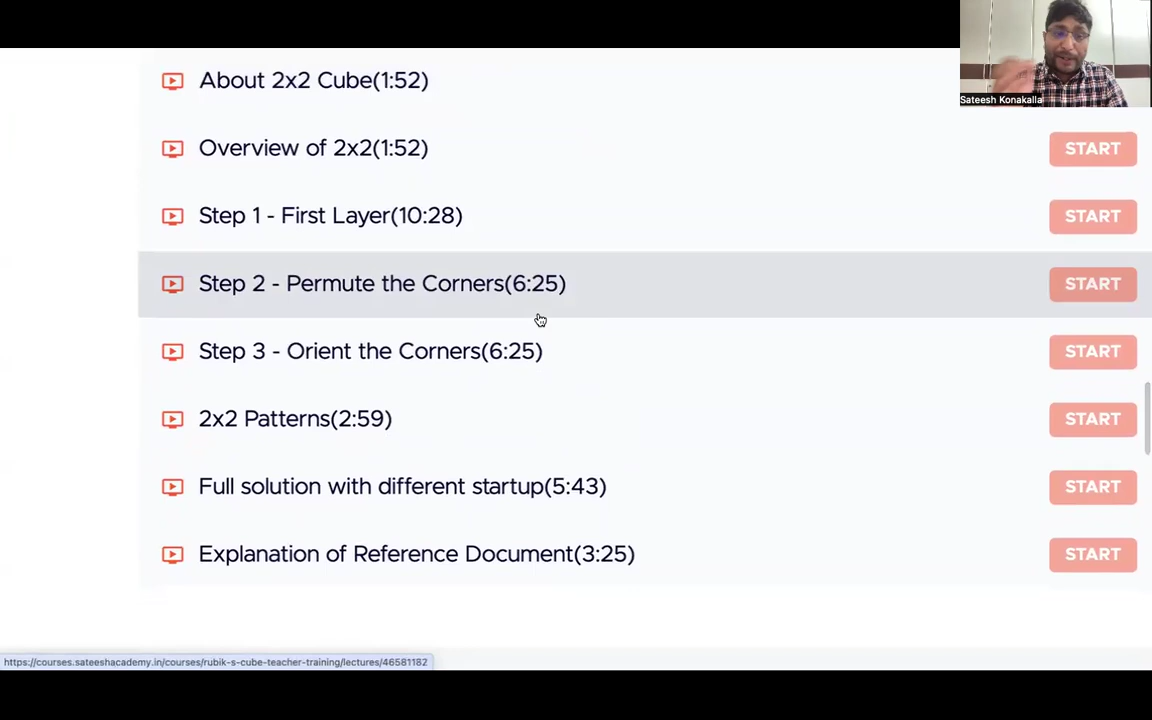 About 2x2 Cube(1:52)
Sateesh Konakalla
Overview of 2x2(1:52)
START
Step 1 - First Layer(10:28)
START
Step 2 - Permute the Corners(6:25)
START
Step 3 - Orient the Corners(6:25)
START
2x2 Patterns(2:59)
START
Full solution with different startup(5:43)
START
Explanation of Reference Document(3:25)
START
https://courses.sateeshacademy.in/courses/rubik-s-cube-teacher-training/lectures/46581182